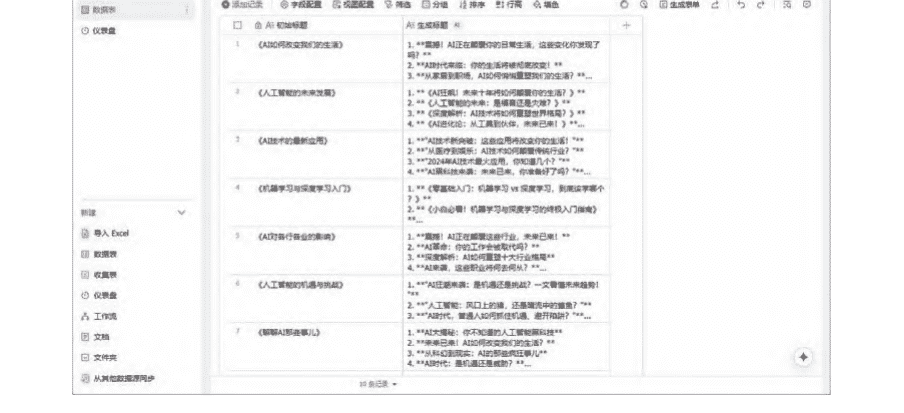 数据表
仪表盘
新建
导入 Excel
数据表
收集表
仪表盘
工作流
文档
文件夹
从其他数据源同步
添加记录 字段配置 视图配置 筛选 分组 排序 行高 填色 生成表单
初始标题 生成标题
1 《AI如何改变我们的生活》
1. **震撼！AI正在颠覆你的日常生活，这些变化你发现了
吗？**
2. **AI时代来临：你的生活将被彻底改变！**
3. **从家居到职场，AI如何悄悄重塑我们的生活？**...
2 《人工智能的未来发展》
1. **《AI狂飙！未来十年将如何颠覆你的生活？》**
2. **《人工智能的未来：是福音还是灾难？》**
3. **《深度解析：AI技术将如何重塑世界格局？》**
4. **《AI进化论：从工具到伙伴，未来已来！》**...
3 《AI技术的最新应用》
1. **"AI技术新突破：这些应用将改变你的生活！"**
2. **"从医疗到娱乐：AI技术如何颠覆传统行业？"**
3. **"2024年AI技术最火应用，你知道几个？"**
4. **"AI黑科技来袭：未来已来，你准备好了吗？"**...
4 《机器学习与深度学习入门》
1. **《零基础入门：机器学习 vs 深度学习，到底该学哪个
？》**
2. **《小白必看！机器学习与深度学习的终极入门指南》
**...
5 《AI对各行各业的影响》
1. **震撼！AI正在颠覆这些行业，未来已来！**
2. **AI革命：你的工作会被取代吗？**
3. **深度解析：AI如何重塑十大行业格局**
4. **AI来袭，这些职业将何去何从？**...
6 《人工智能的机遇与挑战》
1. **"AI狂潮来袭：是机遇还是挑战？一文看懂未来趋势！
"**
2. **"人工智能：风口上的猪，还是暗流中的鲨鱼？"**
3. **"AI时代，普通人如何抓住机遇，避开陷阱？"**...
7 《聊聊AI那些事儿》
1. **AI大揭秘：你不知道的人工智能黑科技**
2. **未来已来！AI如何改变我们的生活？**
3. **从科幻到现实：AI的那些疯狂事儿**
4. **AI时代：是机遇还是威胁？**...
10 条记录